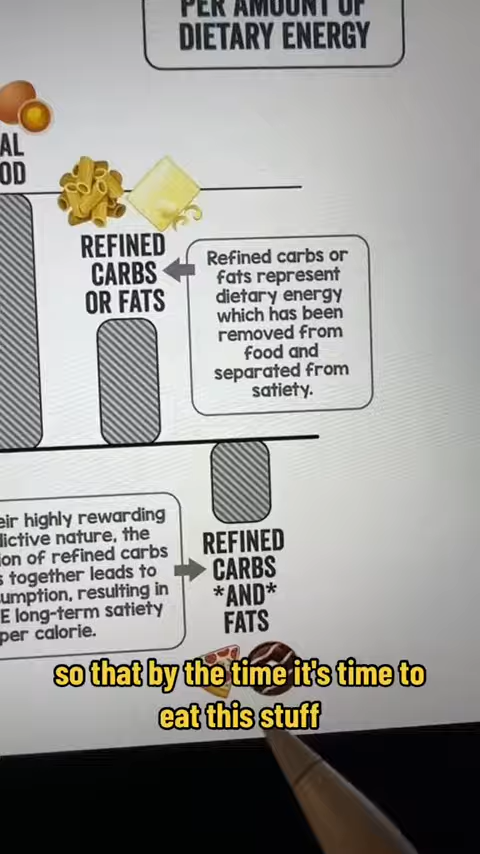 PER AMOUNT OF
DIETARY ENERGY
AL
OD
REFINED
CARBS
OR FATS
Refined carbs or
fats represent
dietary energy
which has been
removed from
food and
separated from
satiety.
eir highly rewarding
dictive nature, the
ion of refined carbs
s together leads to
umption, resulting in
E long-term satiety
per calorie.
REFINED
CARBS
*AND*
FATS
so that by the time it's time to
eat this stuff